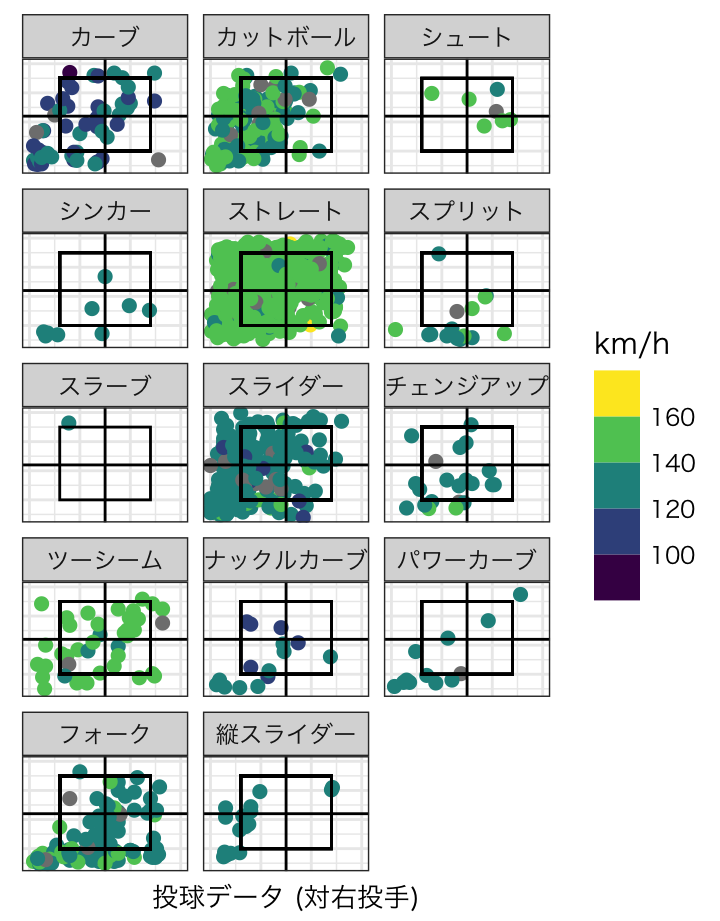 カーブ
カットボール
シュート
シンカー
ストレート
スプリット
スラーブ
スライダー
チェンジアップ
ツーシーム
ナックルカーブ
パワーカーブ
フォーク
縦スライダー
km/h
160
140
120
100
投球データ (対右投手)